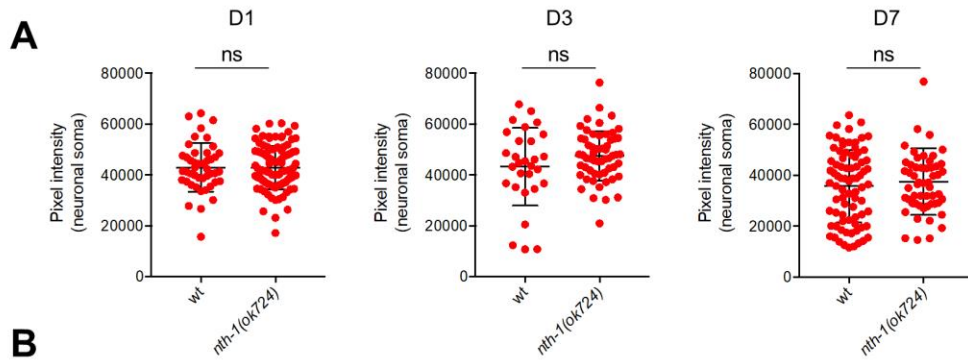 A
D1
ns
80000
60000
40000
20000
0
Pixel intensity
(neuronal soma)
wt
nth-1(ok724)
D3
ns
80000
60000
40000
20000
0
Pixel intensity
(neuronal soma)
wt
nth-1(ok724)
D7
ns
80000
60000
40000
20000
0
Pixel intensity
(neuronal soma)
wt
nth-1(ok724)
B